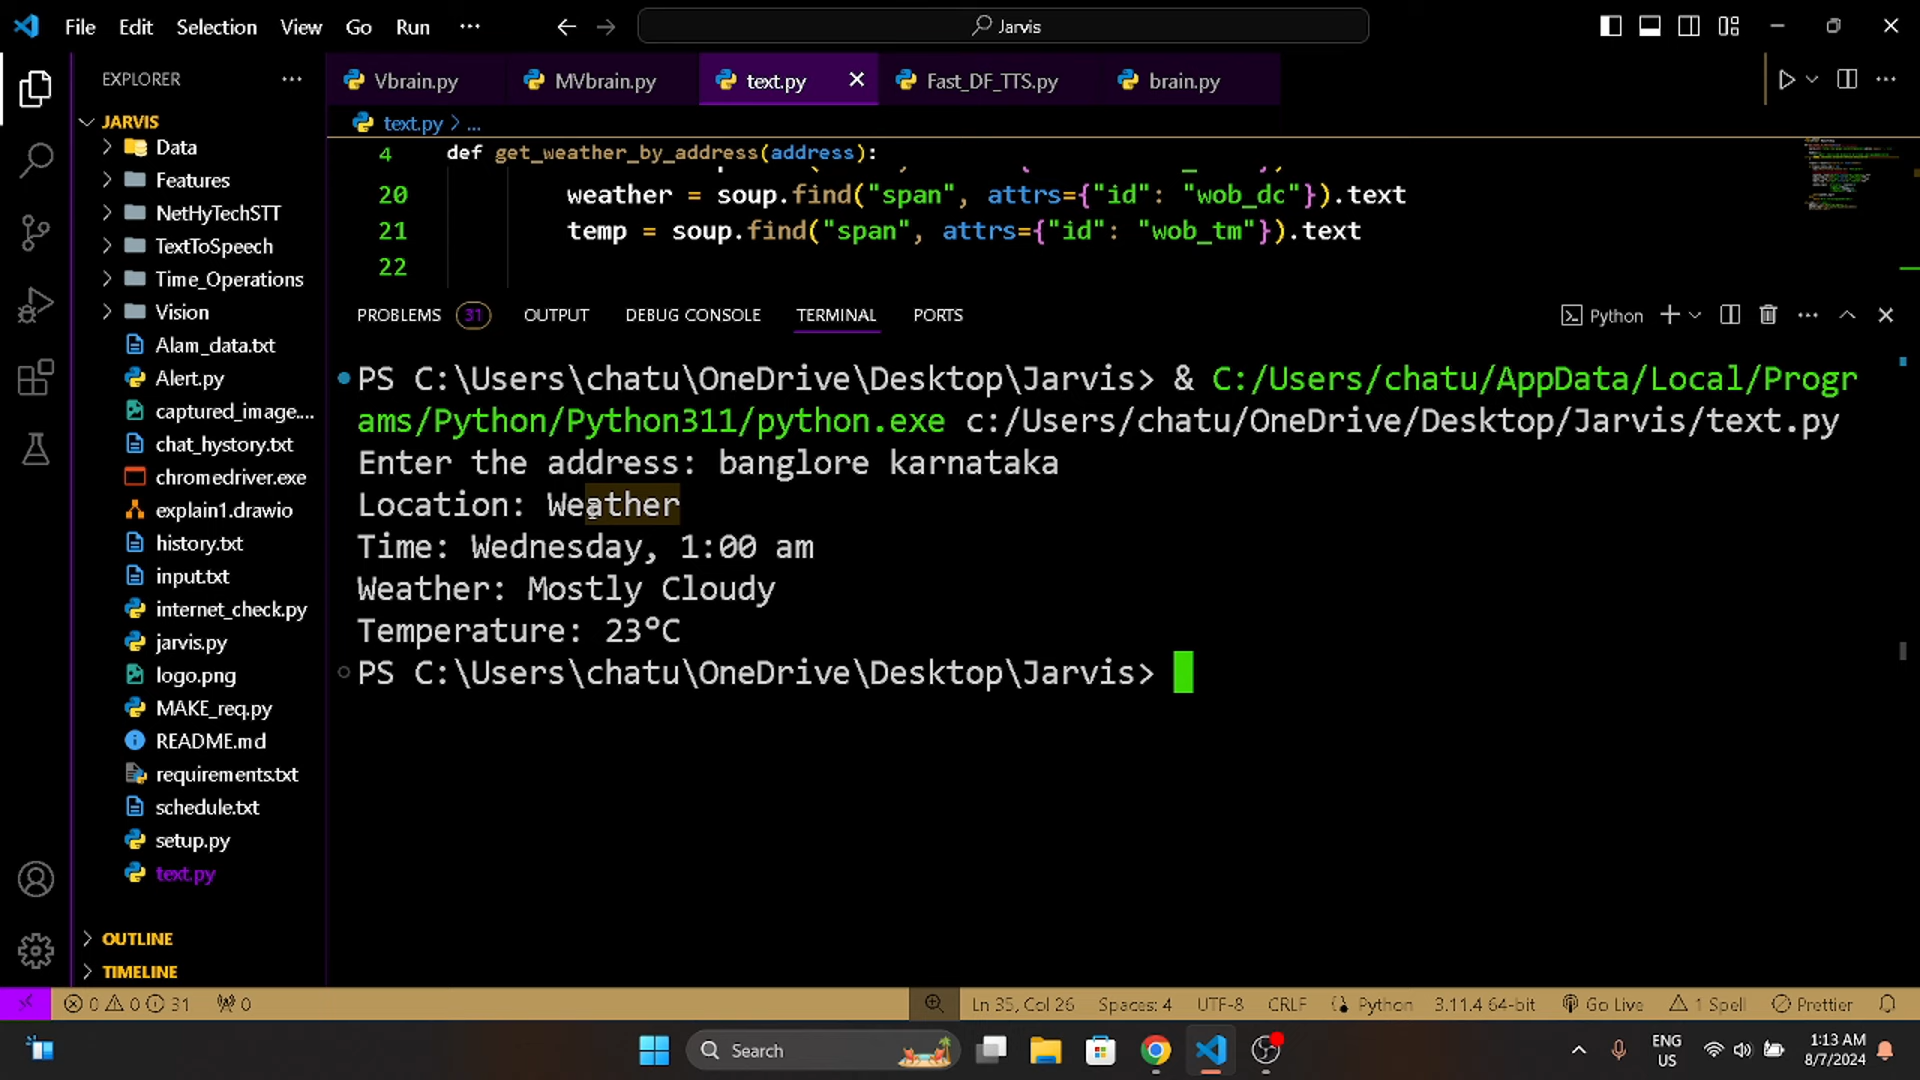 File Edit Selection View Go Run ··· Jarvis
EXPLORER ···
JARVIS
Data
Features
NetHyTechSTT
TextToSpeech
Time_Operations
Vision
Alam_data.txt
Alert.py
captured_image....
chat_hystory.txt
chromedriver.exe
explain1.drawio
history.txt
input.txt
internet_check.py
jarvis.py
logo.png
MAKE_req.py
README.md
requirements.txt
schedule.txt
setup.py
text.py
OUTLINE
TIMELINE
Vbrain.py MVbrain.py text.py Fast_DF_TTS.py brain.py
text.py > ...
4 def get_weather_by_address(address):
20 weather = soup.find("span", attrs={"id": "wob_dc"}).text
21 temp = soup.find("span", attrs={"id": "wob_tm"}).text
22
PROBLEMS 31 OUTPUT DEBUG CONSOLE TERMINAL PORTS Python
PS C:\Users\chatu\OneDrive\Desktop\Jarvis> & C:/Users/chatu/AppData/Local/Progr
ams/Python/Python311/python.exe c:/Users/chatu/OneDrive/Desktop/Jarvis/text.py
Enter the address: banglore karnataka
Location: Weather
Time: Wednesday, 1:00 am
Weather: Mostly Cloudy
Temperature: 23°C
PS C:\Users\chatu\OneDrive\Desktop\Jarvis>
0 0 31 0 Ln 35, Col 26 Spaces: 4 UTF-8 CRLF Python 3.11.4 64-bit Go Live 1 Spell Prettier
Search
ENG
US
1:13 AM
8/7/2024